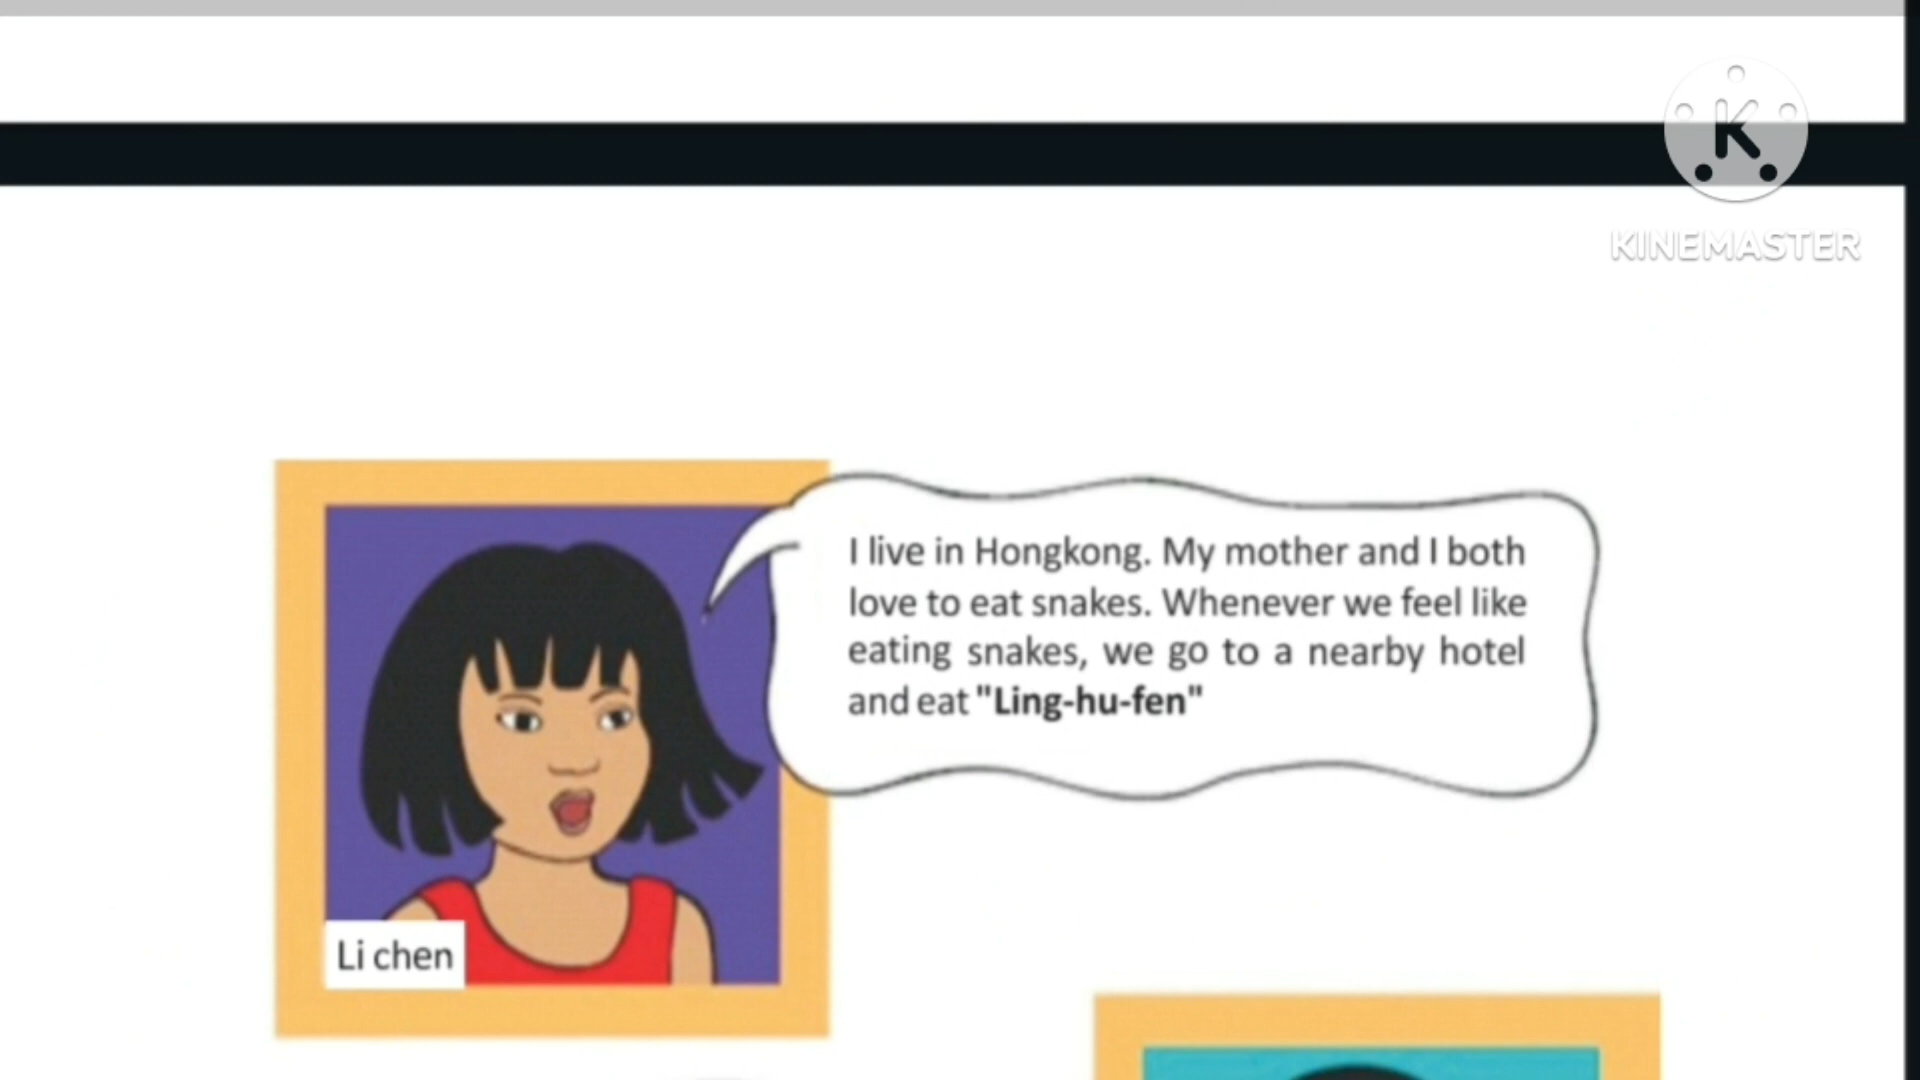 K
KINEMASTER
I live in Hongkong. My mother and I both
love to eat snakes. Whenever we feel like
eating snakes, we go to a nearby hotel
and eat "Ling-hu-fen"
Li chen